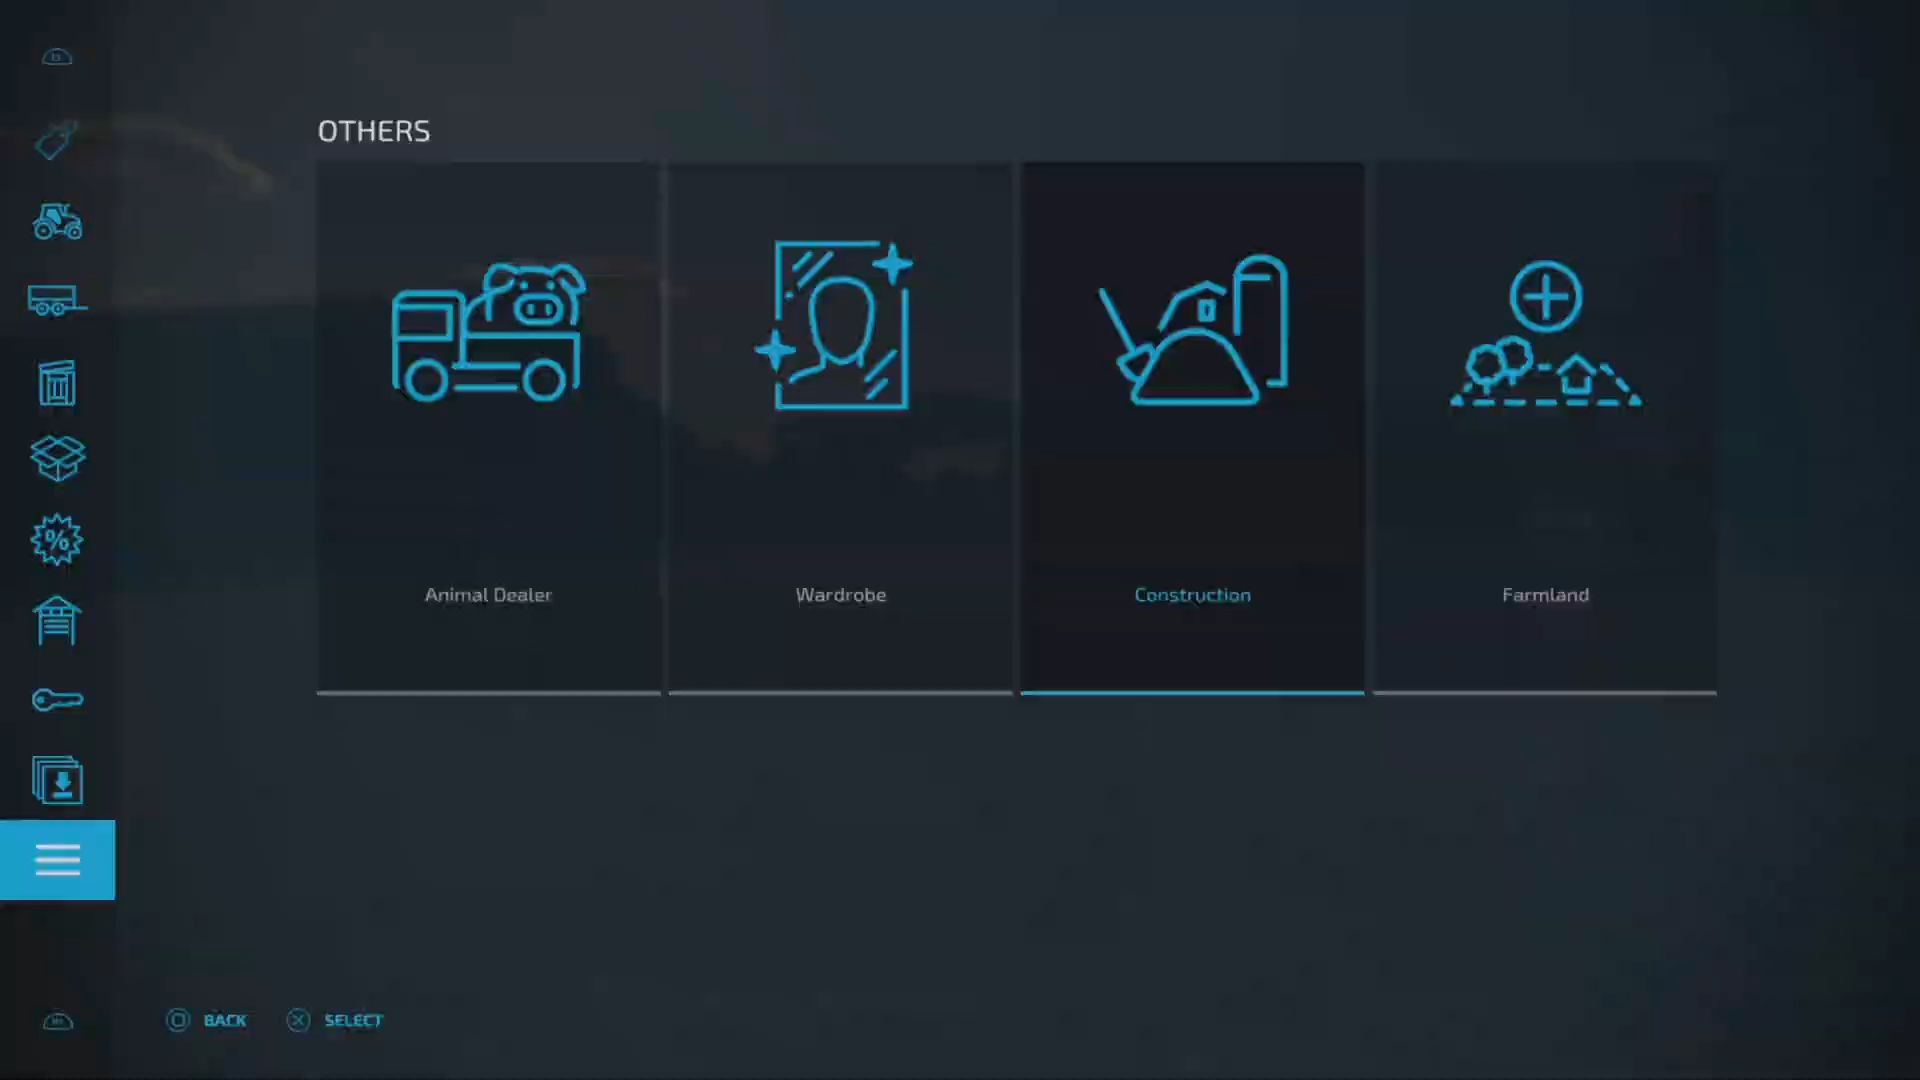 OTHERS
Animal Dealer
Wardrobe
Construction
Farmland
%
BACK
SELECT